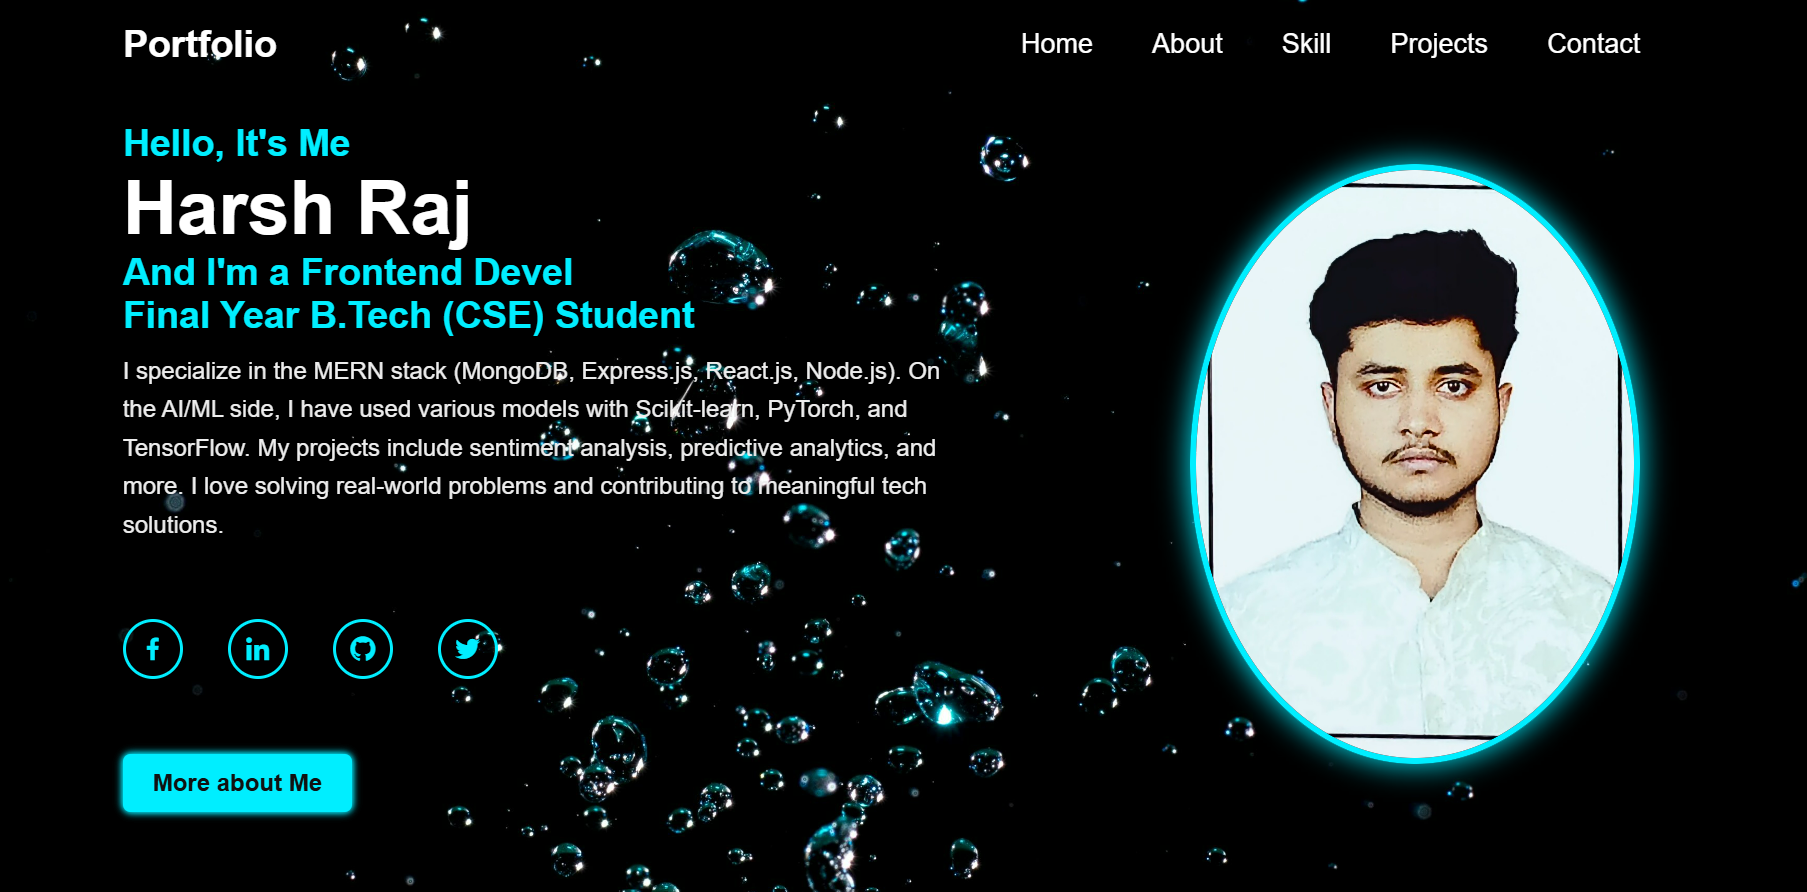 Portfolio
Home About Skill Projects Contact
Hello, It's Me
Harsh Raj
And I'm a Frontend Devel
Final Year B.Tech (CSE) Student
I specialize in the MERN stack (MongoDB, Express.js, React.js, Node.js). On
the AI/ML side, I have used various models with Scikit-learn, PyTorch, and
TensorFlow. My projects include sentiment analysis, predictive analytics, and
more. I love solving real-world problems and contributing to meaningful tech
solutions.
More about Me